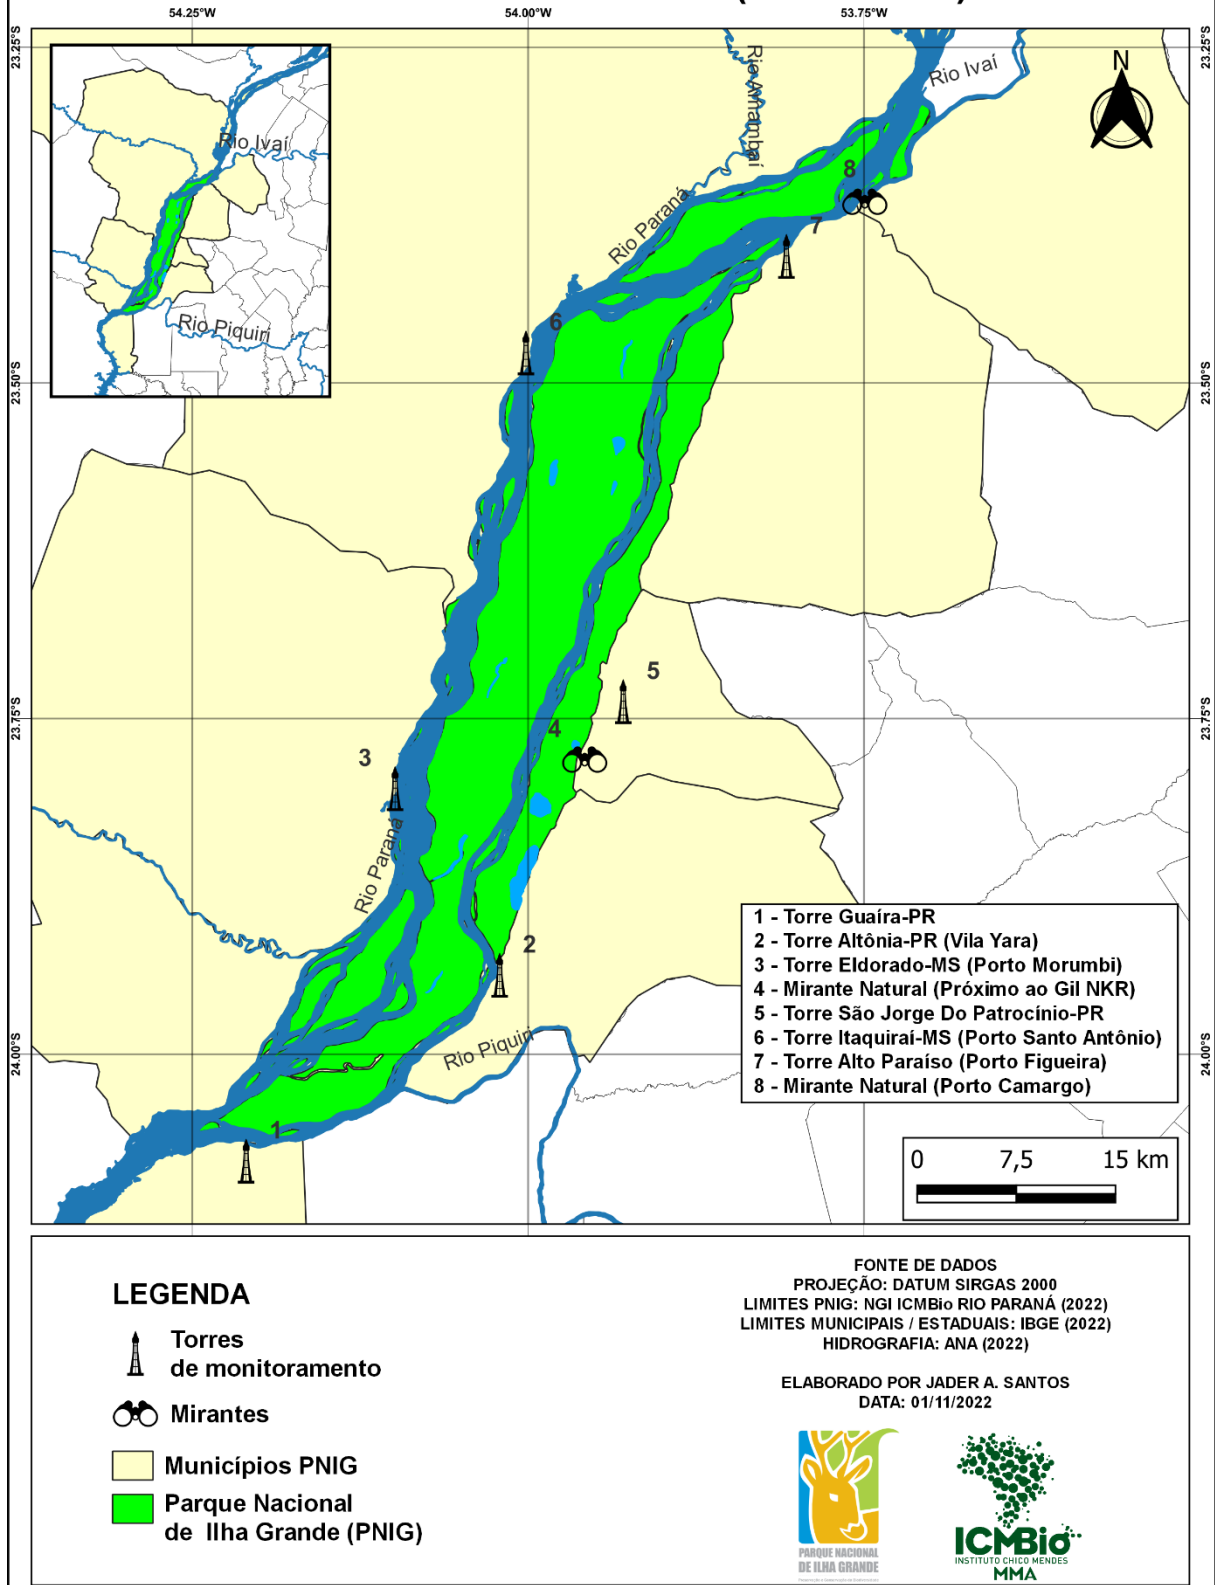 54.25°W
54.00°W
53.75°W
23.25°S
23.25°S
Rio Ivaí
Rio Piquiri
Rio Amambaí
Rio Ivaí
N
8
Rio Paraná
7
6
23.50°S
23.50°S
5
23.75°S
23.75°S
4
3
Rio Paraná
2
1 - Torre Guaíra-PR
2 - Torre Altônia-PR (Vila Yara)
3 - Torre Eldorado-MS (Porto Morumbi)
4 - Mirante Natural (Próximo ao Gil NKR)
5 - Torre São Jorge Do Patrocínio-PR
6 - Torre Itaquiraí-MS (Porto Santo Antônio)
7 - Torre Alto Paraíso (Porto Figueira)
8 - Mirante Natural (Porto Camargo)
Rio Piquiri
24.00°S
24.00°S
1
0 7,5 15 km
LEGENDA
Torres
de monitoramento
Mirantes
Municípios PNIG
Parque Nacional
de Ilha Grande (PNIG)
FONTE DE DADOS
PROJEÇÃO: DATUM SIRGAS 2000
LIMITES PNIG: NGI ICMBio RIO PARANÁ (2022)
LIMITES MUNICIPAIS / ESTADUAIS: IBGE (2022)
HIDROGRAFIA: ANA (2022)
ELABORADO POR JADER A. SANTOS
DATA: 01/11/2022
PARQUE NACIONAL
DE ILHA GRANDE
ICMBio
INSTITUTO CHICO MENDES
MMA